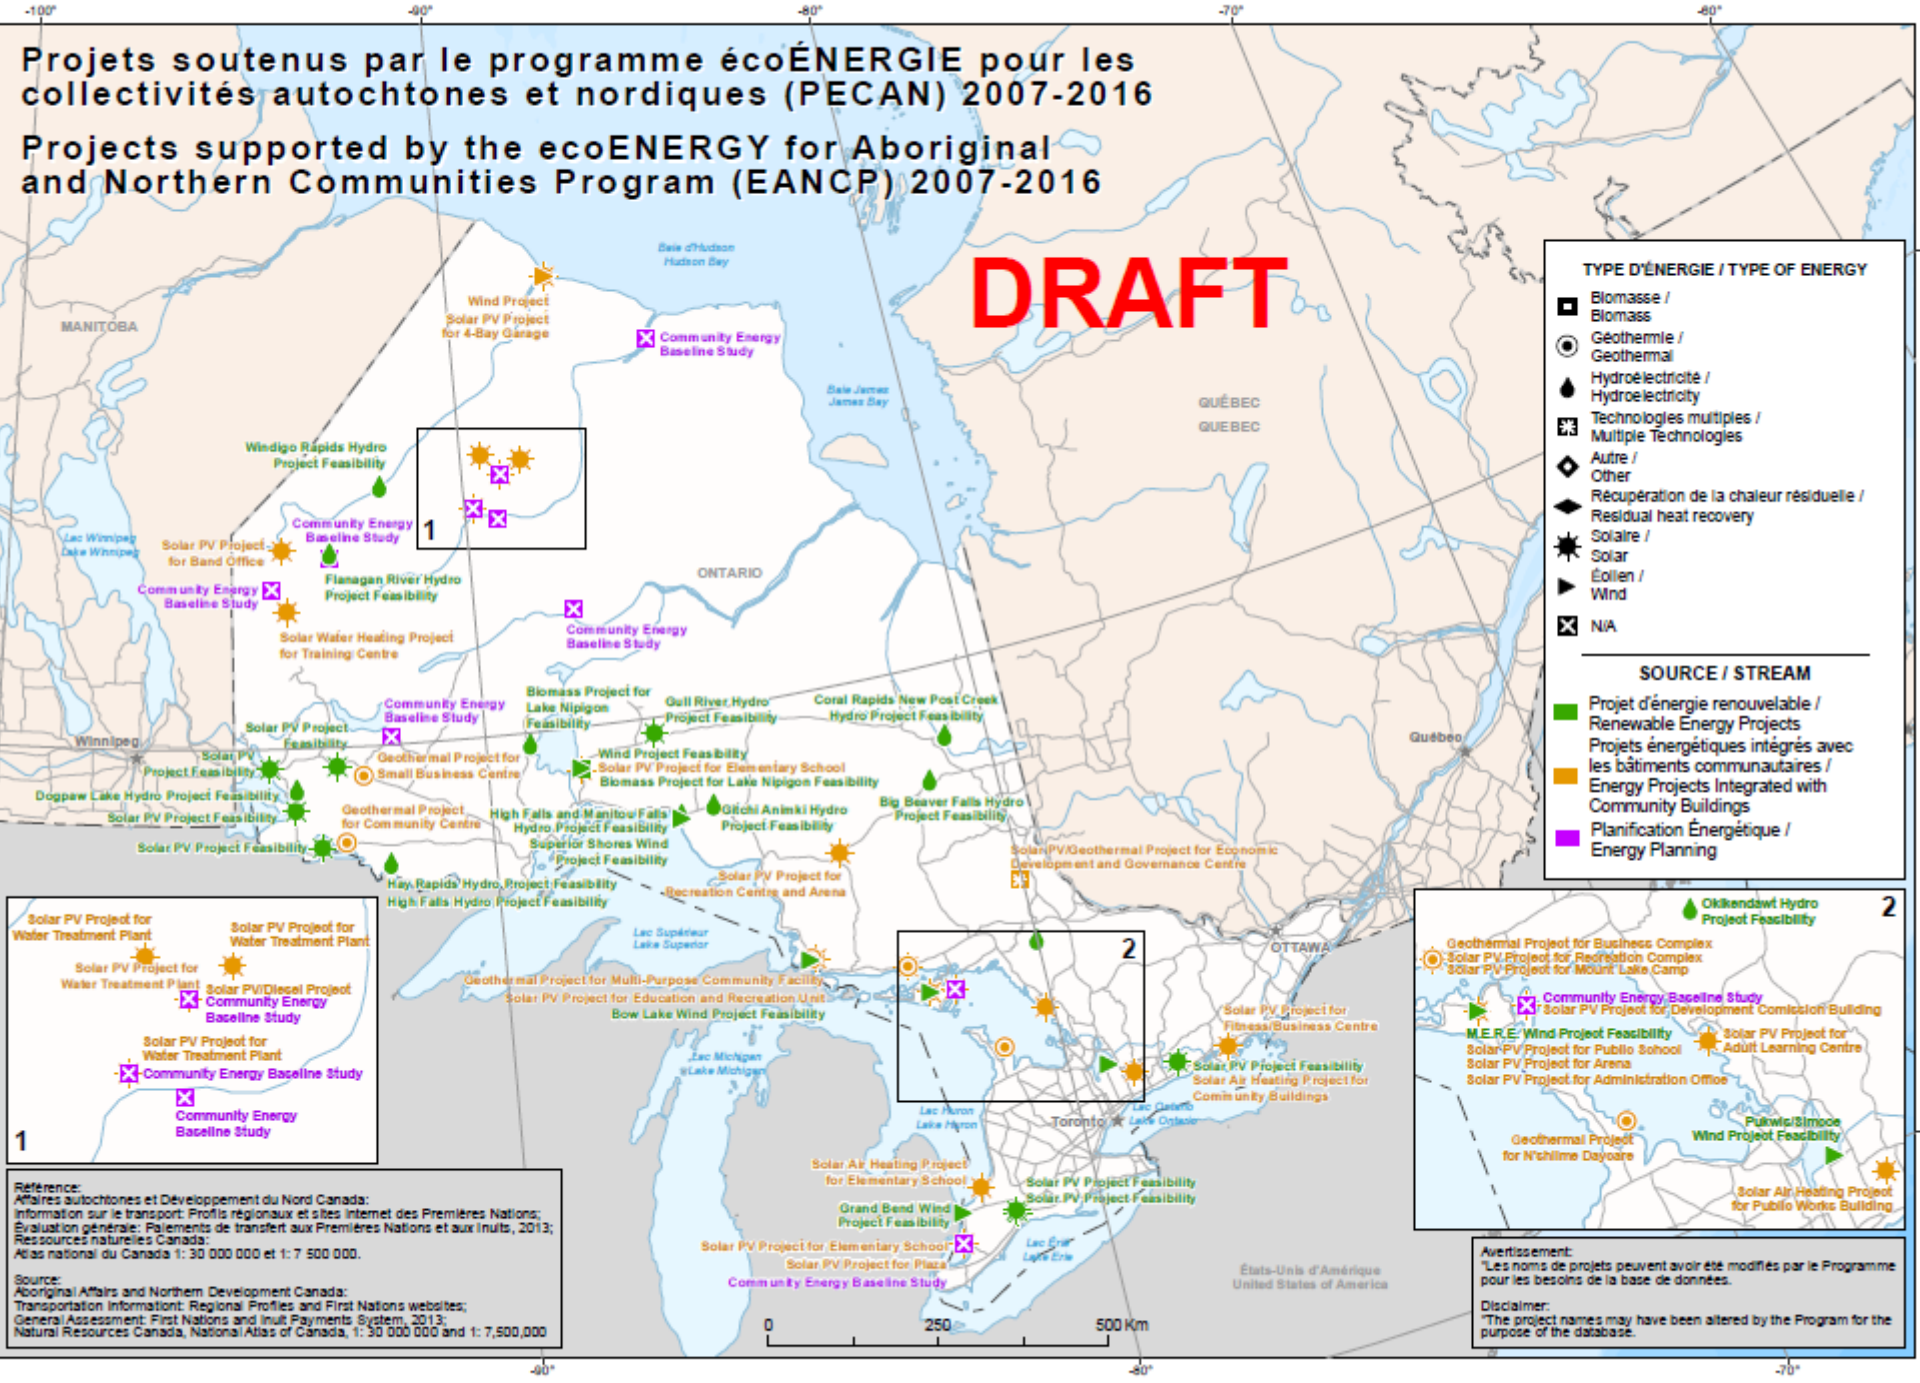 -100°
-90°
-80°
-70°
-60°
Projets soutenus par le programme écoÉNERGIE pour les
collectivités autochtones et nordiques (PECAN) 2007-2016
Projects supported by the ecoENERGY for Aboriginal
and Northern Communities Program (EANCP) 2007-2016
DRAFT
Baie d'Hudson
Hudson Bay
MANITOBA
Wind Project
Solar PV Project
for 4-Bay Garage
Community Energy
Baseline Study
Baie James
James Bay
QUÉBEC
QUEBEC
Windigo Rapids Hydro
Project Feasibility
1
Community Energy
Baseline Study
Lac Winnipeg
Lake Winnipeg
Solar PV Project
for Band Office
Flanagan River Hydro
Project Feasibility
Community Energy
Baseline Study
ONTARIO
Solar Water Heating Project
for Training Centre
Community Energy
Baseline Study
Community Energy
Baseline Study
Biomass Project for
Lake Nipigon
Feasibility
Gull River Hydro
Project Feasibility
Coral Rapids New Post Creek
Hydro Project Feasibility
Solar PV Project
Feasibility
Winnipeg
Solar PV
Project Feasibility
Geothermal Project for
Small Business Centre
Wind Project Feasibility
Solar PV Project for Elementary School
Biomass Project for Lake Nipigon Feasibility
Québec
Dogpaw Lake Hydro Project Feasibility
Solar PV Project Feasibility
Geothermal Project
for Community Centre
High Falls and Manitou Falls
Hydro Project Feasibility
Superior Shores Wind
Project Feasibility
Gitchi Animki Hydro
Project Feasibility
Big Beaver Falls Hydro
Project Feasibility
Solar PV Project Feasibility
Solar PV/Geothermal Project for Economic
Development and Governance Centre
Solar PV Project for
Recreation Centre and Arena
Hay Rapids Hydro Project Feasibility
High Falls Hydro Project Feasibility
Lac Supérieur
Lake Superior
OTTAWA
2
Geothermal Project for Multi-Purpose Community Facility
Solar PV Project for Education and Recreation Unit
Bow Lake Wind Project Feasibility
Solar PV Project for
Fitness/Business Centre
Solar PV Project Feasibility
Solar Air Heating Project for
Community Buildings
Lac Michigan
Lake Michigan
Lac Huron
Lake Huron
Toronto
Lac Ontario
Lake Ontario
Solar Air Heating Project
for Elementary School
Solar PV Project Feasibility
Solar PV Project Feasibility
Grand Bend Wind
Project Feasibility
Solar PV Project for Elementary School
Solar PV Project for Plaza
Community Energy Baseline Study
Lac Érié
Lake Erie
États-Unis d'Amérique
United States of America
0 250 500 Km
TYPE D'ÉNERGIE / TYPE OF ENERGY
Biomasse /
Biomass
Géothermie /
Geothermal
Hydroélectricité /
Hydroelectricity
Technologies multiples /
Multiple Technologies
Autre /
Other
Récupération de la chaleur résiduelle /
Residual heat recovery
Solaire /
Solar
Éolien /
Wind
N/A
SOURCE / STREAM
Projet d'énergie renouvelable /
Renewable Energy Projects
Projets énergétiques intégrés avec
les bâtiments communautaires /
Energy Projects Integrated with
Community Buildings
Planification Énergétique /
Energy Planning
Solar PV Project for
Water Treatment Plant
Solar PV Project for
Water Treatment Plant
Solar PV Project for
Water Treatment Plant
Solar PV/Diesel Project
Community Energy
Baseline Study
Solar PV Project for
Water Treatment Plant
Community Energy Baseline Study
Community Energy
Baseline Study
1
Okikendawt Hydro
Project Feasibility
2
Geothermal Project for Business Complex
Solar PV Project for Recreation Complex
Solar PV Project for Mount Lake Camp
Community Energy Baseline Study
Solar PV Project for Development Comission Building
M.E.R.E. Wind Project Feasibility
Solar PV Project for Public School
Solar PV Project for Arena
Solar PV Project for Administration Office
Solar PV Project for
Adult Learning Centre
Geothermal Project
for N'shiime Daycare
Pukwis/Simcoe
Wind Project Feasibility
Solar Air Heating Project
for Public Works Building
Référence:
Affaires autochtones et Développement du Nord Canada:
Information sur le transport: Profils régionaux et sites Internet des Premières Nations;
Évaluation générale: Paiements de transfert aux Premières Nations et aux Inuits, 2013;
Ressources naturelles Canada:
Atlas national du Canada 1: 30 000 000 et 1: 7 500 000.
Source:
Aboriginal Affairs and Northern Development Canada:
Transportation Informationt: Regional Profiles and First Nations websites;
General Assessment: First Nations and Inuit Payments System, 2013;
Natural Resources Canada, National Atlas of Canada, 1: 30 000 000 and 1: 7,500,000
Avertissement:
"Les noms de projets peuvent avoir été modifiés par le Programme
pour les besoins de la base de données.
Disclaimer:
"The project names may have been altered by the Program for the
purpose of the database.
-90°
-80°
-70°